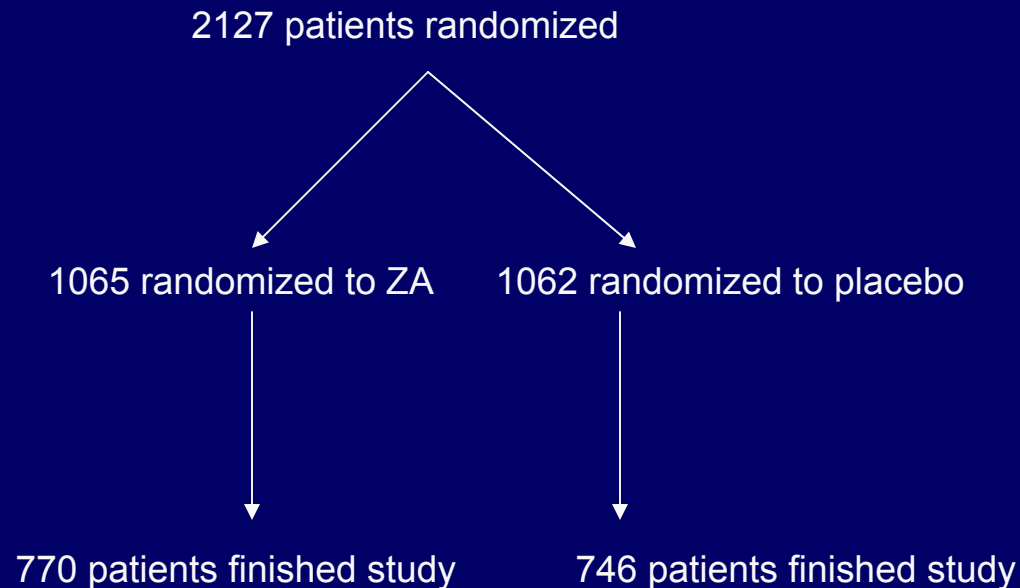 2127 patients randomized
1065 randomized to ZA
1062 randomized to placebo
770 patients finished study
746 patients finished study